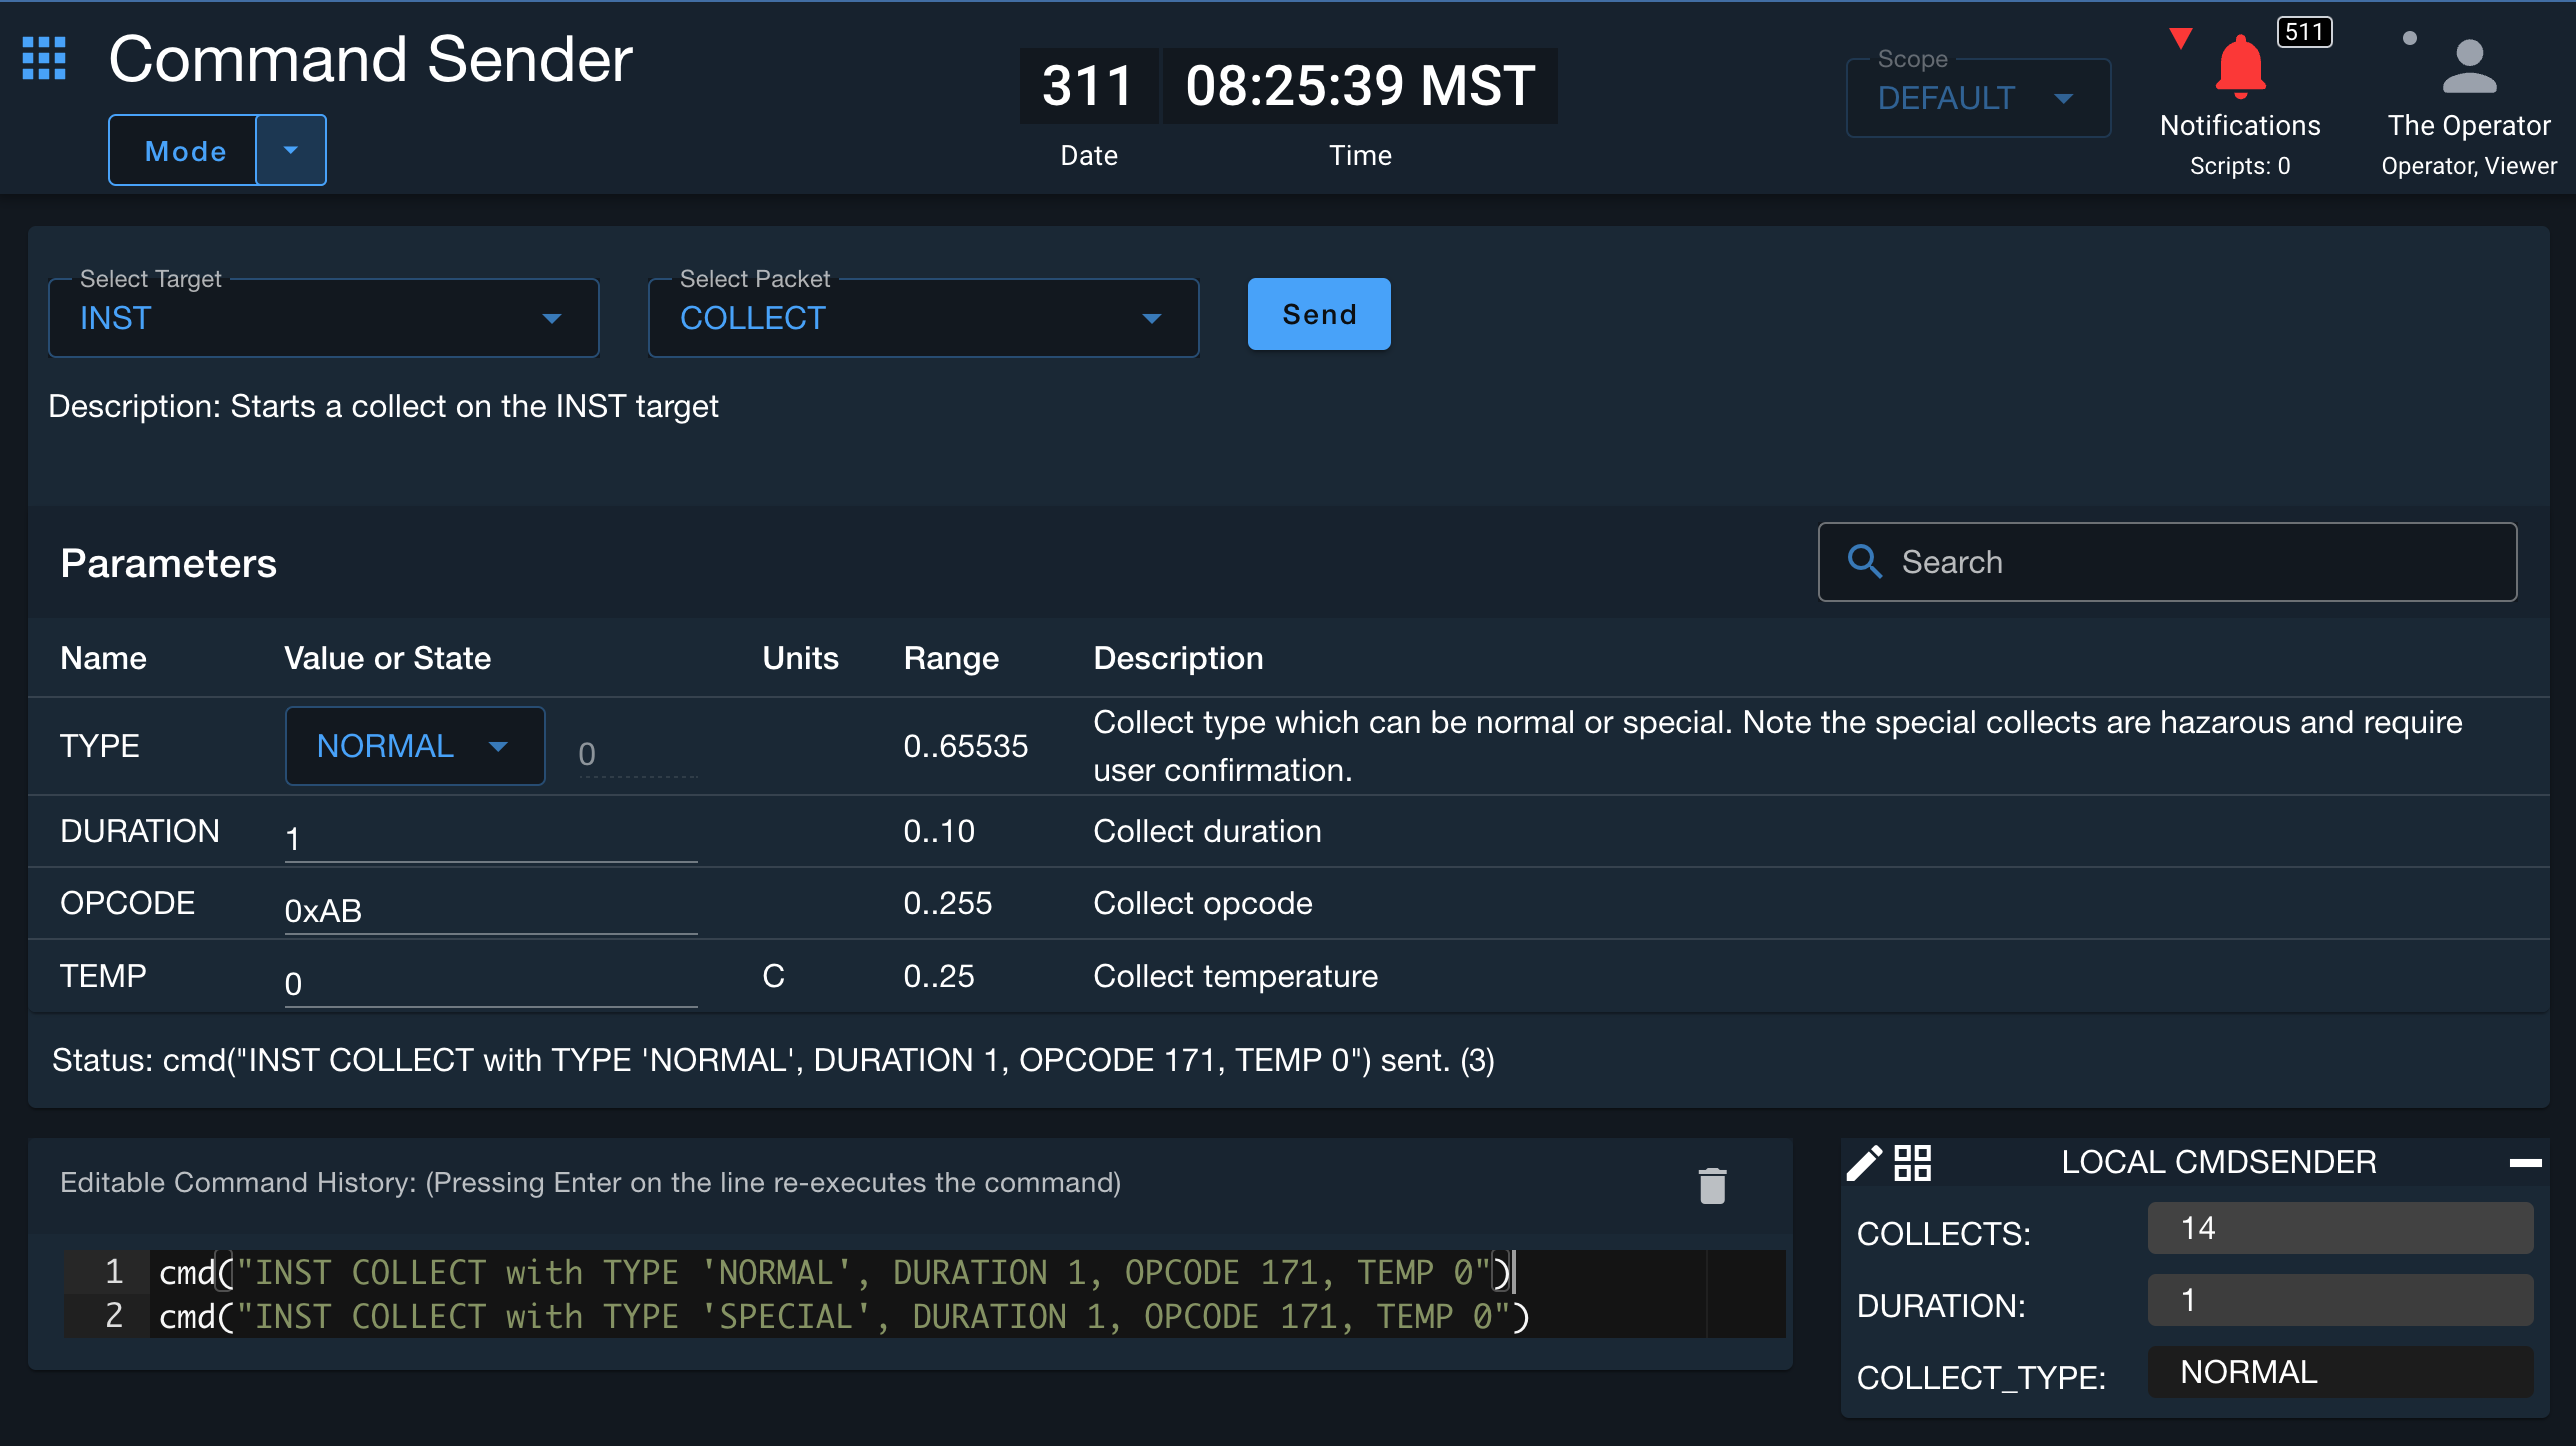 Command Sender
Mode
311
Date
08:25:39 MST
Time
Scope
DEFAULT
511
Notifications
Scripts: 0
The Operator
Operator, Viewer
Select Target
INST
Select Packet
COLLECT
Send
Description: Starts a collect on the INST target
Parameters
Search
Name Value or State Units Range Description
TYPE NORMAL 0 0..65535 Collect type which can be normal or special. Note the special collects are hazarous and require
user confirmation.
DURATION 1 0..10 Collect duration
OPCODE 0xAB 0..255 Collect opcode
TEMP 0 C 0..25 Collect temperature
Status: cmd("INST COLLECT with TYPE 'NORMAL', DURATION 1, OPCODE 171, TEMP 0") sent. (3)
Editable Command History: (Pressing Enter on the line re-executes the command)
1 cmd("INST COLLECT with TYPE 'NORMAL', DURATION 1, OPCODE 171, TEMP 0")
2 cmd("INST COLLECT with TYPE 'SPECIAL', DURATION 1, OPCODE 171, TEMP 0")
LOCAL CMDSENDER
COLLECTS: 14
DURATION: 1
COLLECT_TYPE: NORMAL